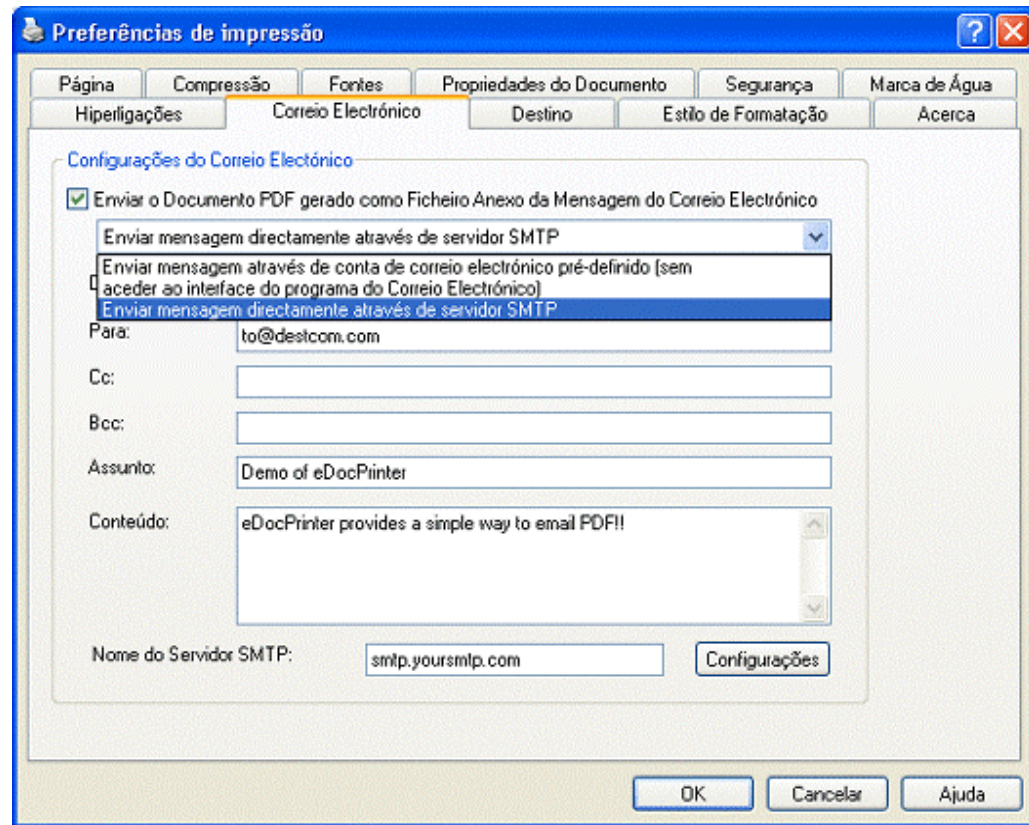 Preferências de impressão
Página
Compressão
Fontes
Propriedades do Documento
Segurança
Marca de Água
Hiperligações
Correio Electrónico
Destino
Estilo de Formatação
Acerca
Configurações do Correio Electónico
Enviar o Documento PDF gerado como Ficheiro Anexo da Mensagem do Correio Electrónico
Enviar mensagem directamente através de servidor SMTP
Enviar mensagem através de conta de correio electrónico pré-definido (sem
aceder ao interface do programa do Correio Electrónico)
Enviar mensagem directamente através de servidor SMTP
Para:
to@destcom.com
Cc:
Bcc:
Assunto:
Demo of eDocPrinter
Conteúdo:
eDocPrinter provides a simple way to email PDF!!
Nome do Servidor SMTP:
smtp.yoursmtp.com
Configurações
OK
Cancelar
Ajuda